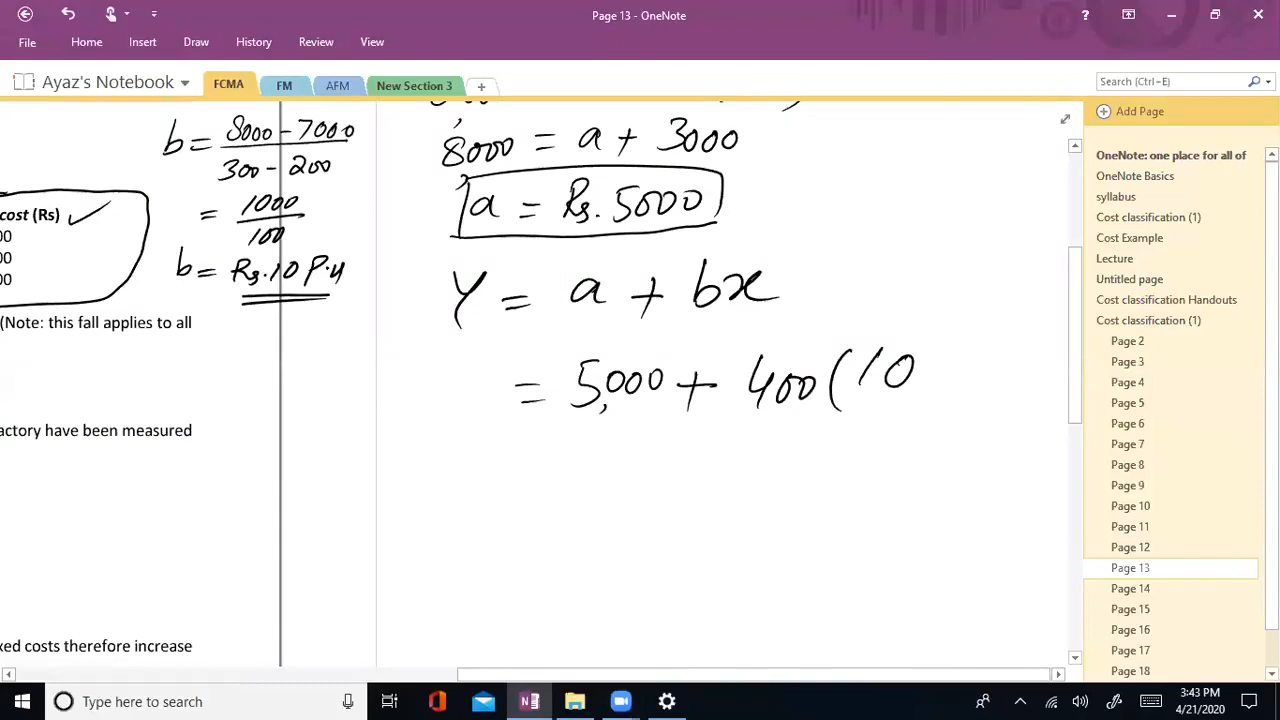 Page 13 - OneNote
File
Home
Insert
Draw
History
Review
View
Ayaz's Notebook
FCMA
FM
AFM
New Section 3
Search (Ctrl+E)
b = 8000 - 7000
300 - 200
= 1000
100
b = Rs.10 P.U
cost (Rs)
00
00
00
(Note: this fall applies to all
actory have been measured
xed costs therefore increase
8000 = a + 3000
a = Rs. 5000
Y = a + bx
= 5,000 + 400(10
Add Page
OneNote: one place for all of
OneNote Basics
syllabus
Cost classification (1)
Cost Example
Lecture
Untitled page
Cost classification Handouts
Cost classification (1)
Page 2
Page 3
Page 4
Page 5
Page 6
Page 7
Page 8
Page 9
Page 10
Page 11
Page 12
Page 13
Page 14
Page 15
Page 16
Page 17
Page 18
Type here to search
3:43 PM
4/21/2020